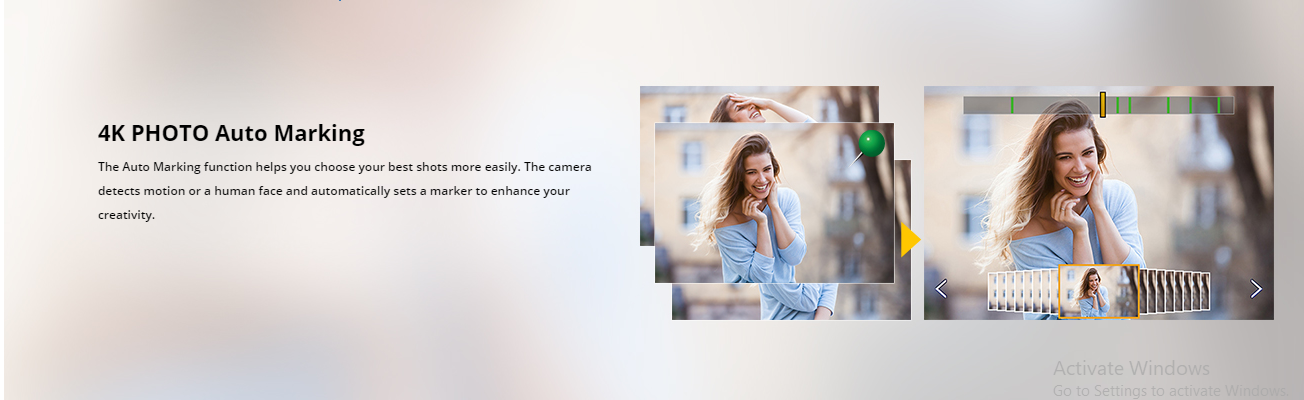 4K PHOTO Auto Marking
The Auto Marking function helps you choose your best shots more easily. The camera
detects motion or a human face and automatically sets a marker to enhance your
creativity.
Activate Windows
Go to Settings to activate Windows.